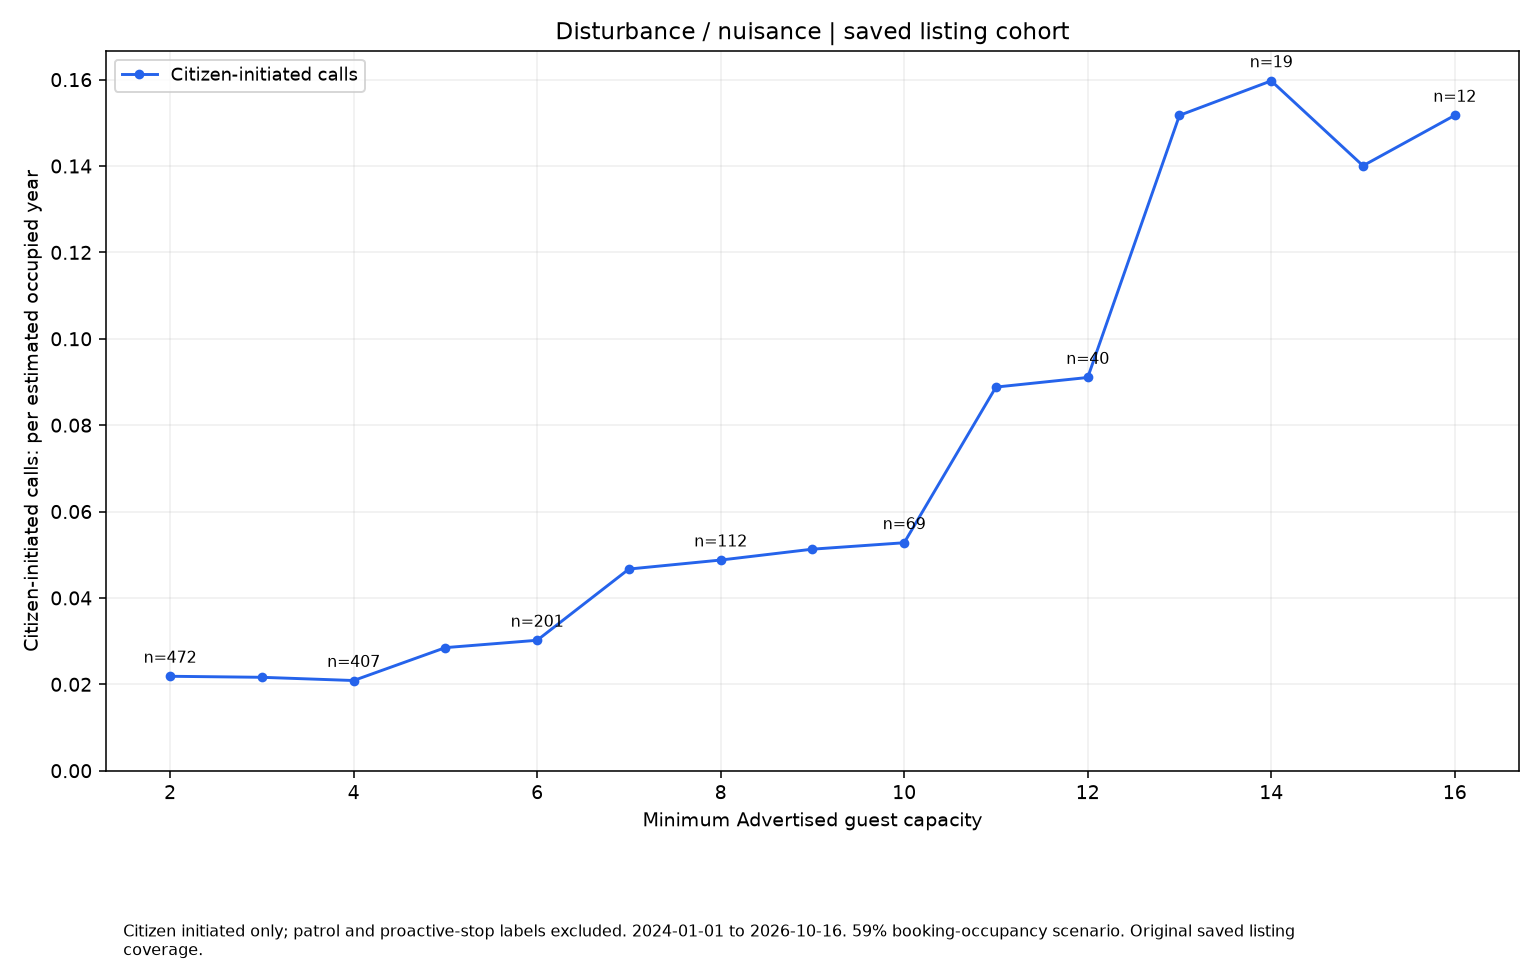 Disturbance / nuisance | saved listing cohort
Citizen-initiated calls
Citizen-initiated calls: per estimated occupied year
0.16
0.14
0.12
0.10
0.08
0.06
0.04
0.02
0.00
n=472
n=407
n=201
n=112
n=69
n=40
n=19
n=12
2 4 6 8 10 12 14 16
Minimum Advertised guest capacity
Citizen initiated only; patrol and proactive-stop labels excluded. 2024-01-01 to 2026-10-16. 59% booking-occupancy scenario. Original saved listing
coverage.